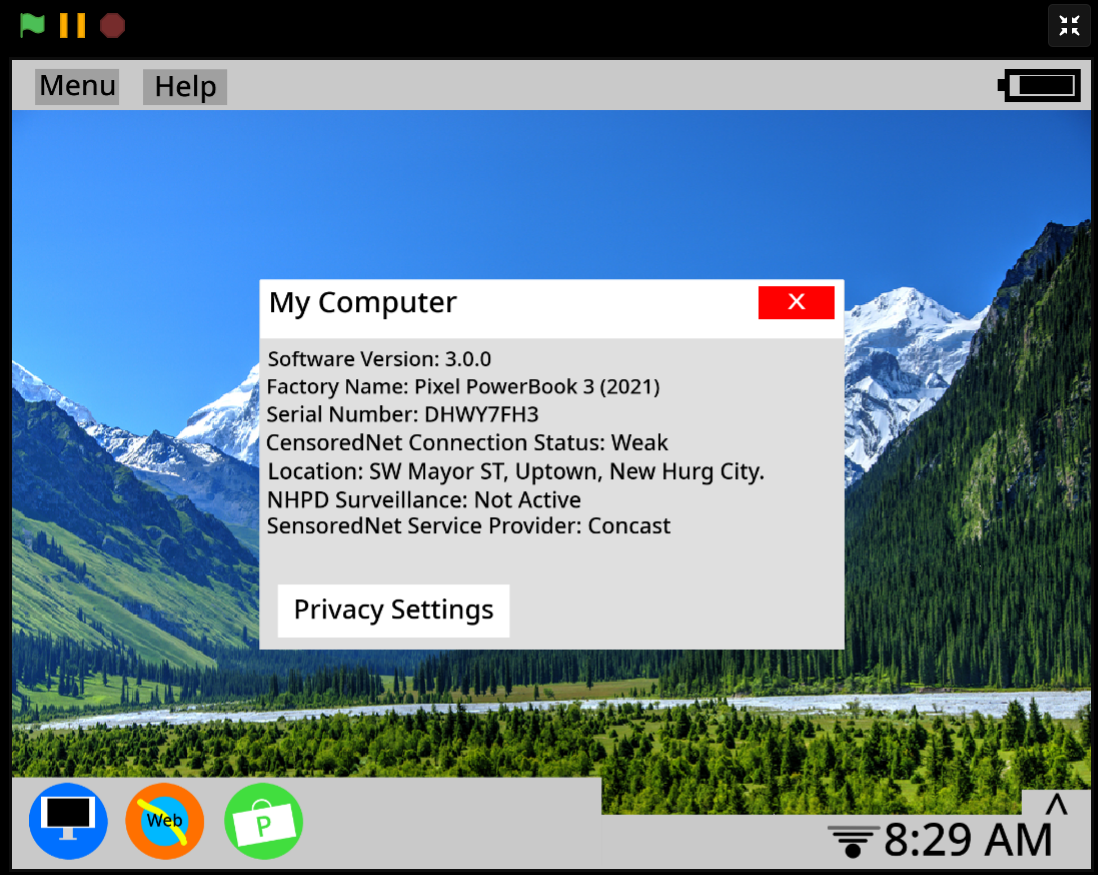 Menu
Help
My Computer
X
Software Version: 3.0.0
Factory Name: Pixel PowerBook 3 (2021)
Serial Number: DHWY7FH3
CensoredNet Connection Status: Weak
Location: SW Mayor ST, Uptown, New Hurg City.
NHPD Surveillance: Not Active
SensoredNet Service Provider: Concast
Privacy Settings
Web
P
^
8:29 AM